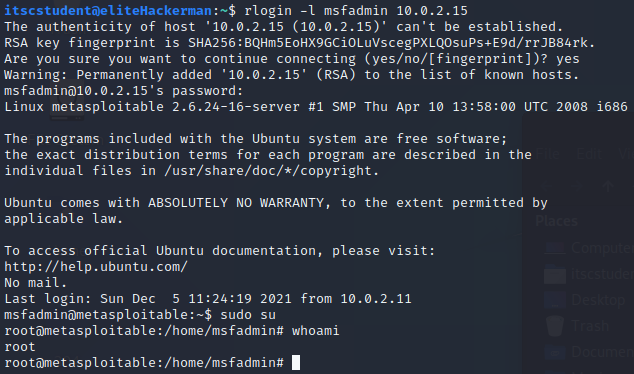 itscstudent@eliteHackerman:~$ rlogin -l msfadmin 10.0.2.15
The authenticity of host '10.0.2.15 (10.0.2.15)' can't be established.
RSA key fingerprint is SHA256:BQHm5EoHX9GCiOLuVscegPXLQOsuPs+E9d/rrJB84rk.
Are you sure you want to continue connecting (yes/no/[fingerprint])? yes
Warning: Permanently added '10.0.2.15' (RSA) to the list of known hosts.
msfadmin@10.0.2.15's password:
Linux metasploitable 2.6.24-16-server #1 SMP Thu Apr 10 13:58:00 UTC 2008 i686
The programs included with the Ubuntu system are free software;
the exact distribution terms for each program are described in the
individual files in /usr/share/doc/*/copyright.
Ubuntu comes with ABSOLUTELY NO WARRANTY, to the extent permitted by
applicable law.
To access official Ubuntu documentation, please visit:
http://help.ubuntu.com/
No mail.
Last login: Sun Dec  5 11:24:19 2021 from 10.0.2.11
msfadmin@metasploitable:~$ sudo su
root@metasploitable:/home/msfadmin# whoami
root
root@metasploitable:/home/msfadmin#
File
Places
itscstudent
Desktop
Trash